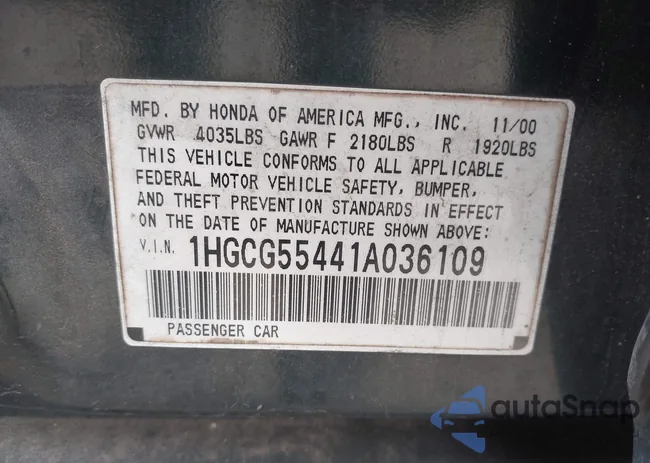 MFD. BY HONDA OF AMERICA MFG., INC. 11/00
GVWR 4035LBS GAWR F 2180LBS R 1920LBS
THIS VEHICLE CONFORMS TO ALL APPLICABLE
FEDERAL MOTOR VEHICLE SAFETY, BUMPER,
AND THEFT PREVENTION STANDARDS IN EFFECT
ON THE DATE OF MANUFACTURE SHOWN ABOVE:
V.I.N. 1HGCG55441A036109
PASSENGER CAR
autoSnap